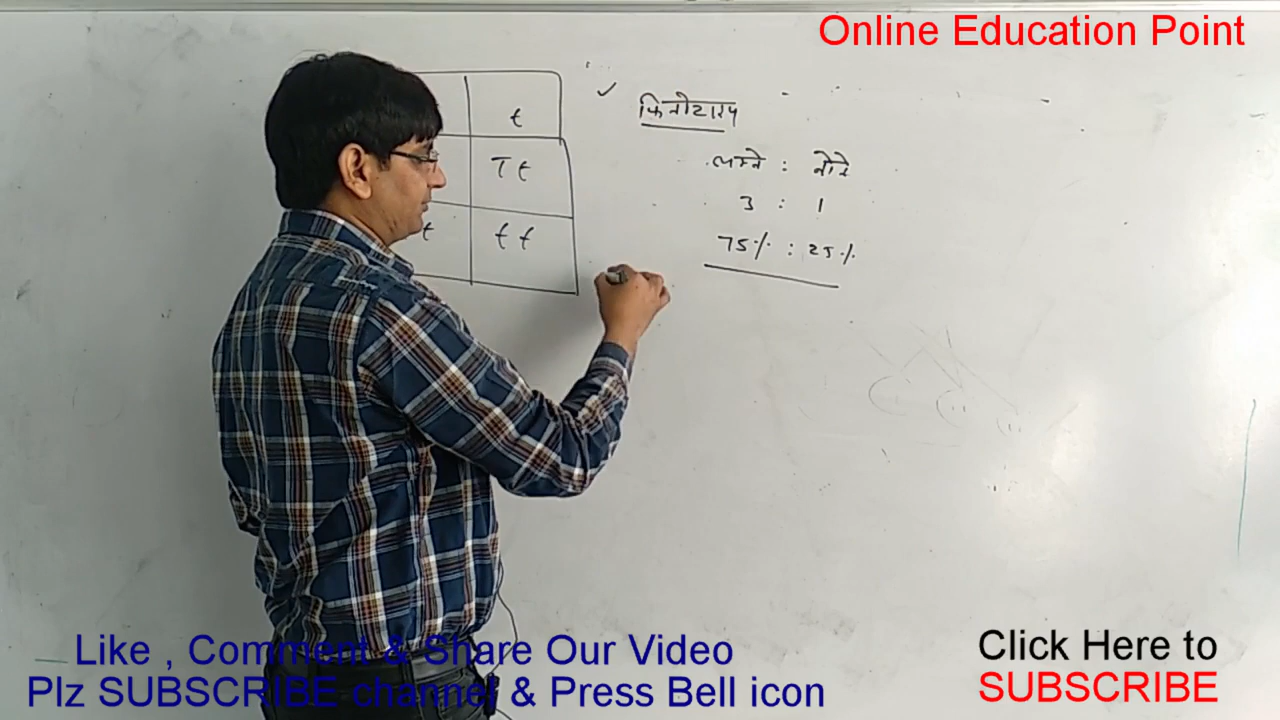 Online Education Point
t
Tt
t
tt
✓ फिनोटाइप
लम्बे : बोने
3 : 1
75% : 25%
Like , Comment & Share Our Video
Plz SUBSCRIBE channel & Press Bell icon
Click Here to
SUBSCRIBE